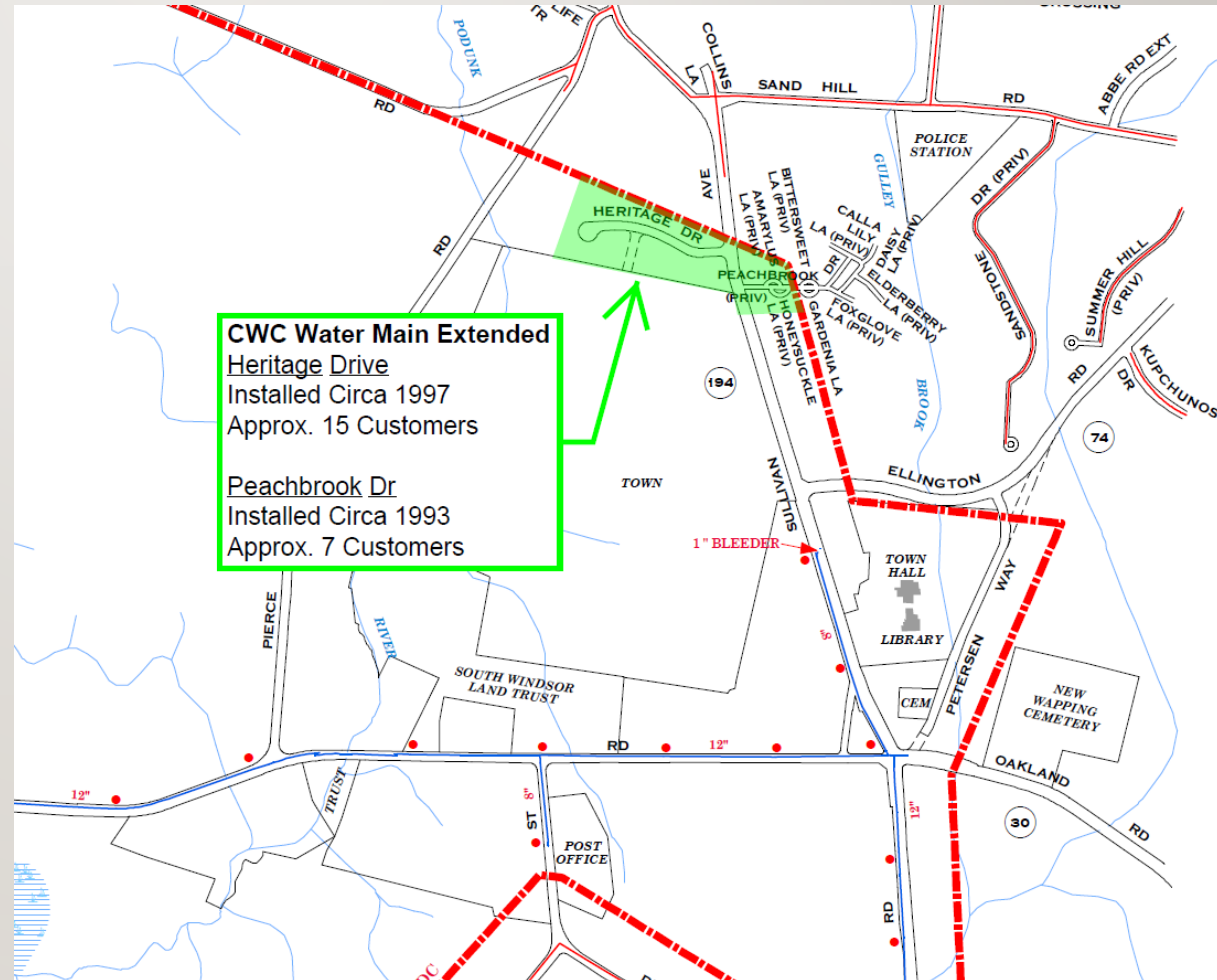 LIFE
TR
PODUNK
COLLINS
LA
CROSSING
ABBE RD EXT
SAND HILL RD
RD
POLICE
STATION
GULLEY
AVE
BITTERSWEET
LA (PRIV)
AMARYLLIS
LA (PRIV)
CALLA
LILY
LA (PRIV)
DAISY
LA (PRIV)
DR (PRIV)
SANDSTONE
SUMMER HILL
(PRIV)
HERITAGE DR
RD
PEACHBROOK DR
(PRIV)
ELDERBERRY
LA (PRIV)
FOXGLOVE
LA (PRIV)
HONEYSUCKLE
LA (PRIV)
GARDENIA LA
CWC Water Main Extended
Heritage Drive
Installed Circa 1997
Approx. 15 Customers
Peachbrook Dr
Installed Circa 1993
Approx. 7 Customers
194
BROOK
RD
KUPCHUNOS
DR
74
TOWN
SULLIVAN
ELLINGTON
1" BLEEDER
TOWN
HALL
WAY
LIBRARY
PIERCE
RIVER
8"
SOUTH WINDSOR
LAND TRUST
CEM
PETERSEN
NEW
WAPPING
CEMETERY
RD
12"
OAKLAND
RD
12"
TRUST
8"
ST
12"
30
POST
OFFICE
RD
DC